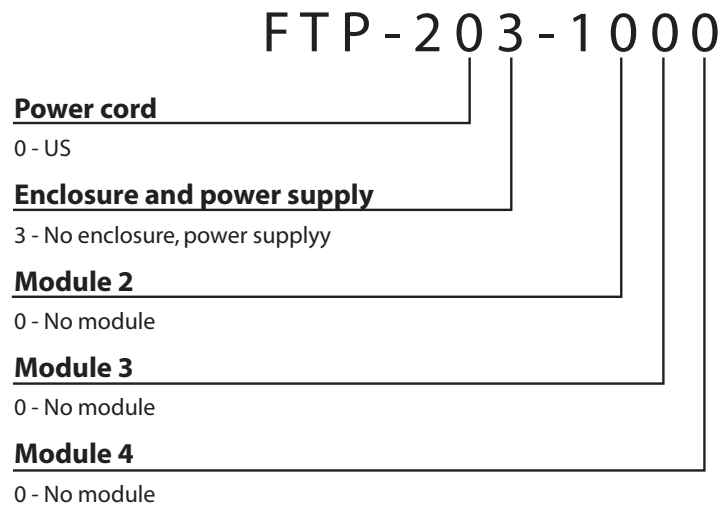 FTP-203-1000
Power cord
0 - US
Enclosure and power supply
3 - No enclosure, power supplyy
Module 2
0 - No module
Module 3
0 - No module
Module 4
0 - No module